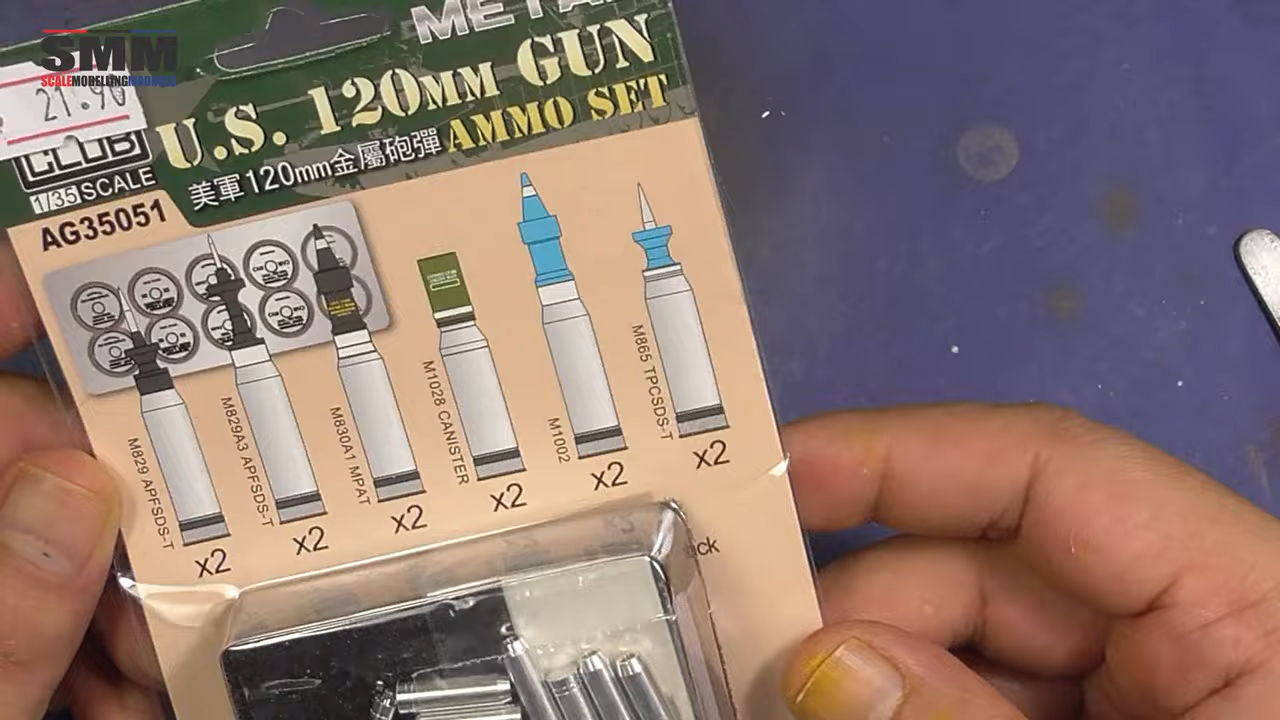 SMM
SCALEMODELLINGMADNESS
21.90
CLUB
1/35 SCALE
AG35051
U.S. 120MM GUN
AMMO SET
美軍120mm金屬砲彈
M829 APFSDS-T
x2
M829A3 APFSDS-T
x2
M830A1 MPAT
x2
M1028 CANISTER
x2
M1002
x2
M865 TPCSDS-T
x2